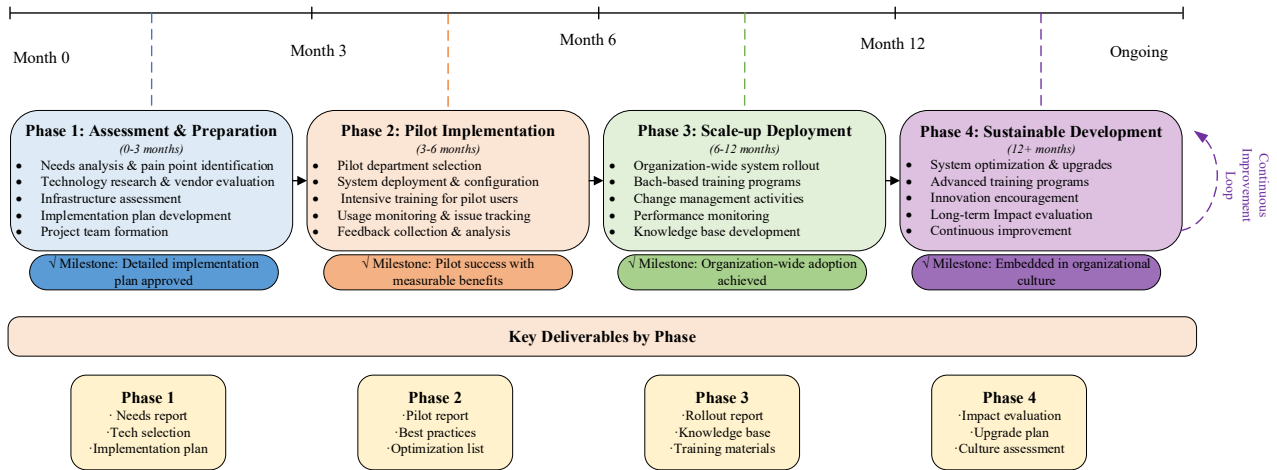 Month 0
Month 3
Month 6
Month 12
Ongoing
Phase 1: Assessment & Preparation
(0-3 months)
• Needs analysis & pain point identification
• Technology research & vendor evaluation
• Infrastructure assessment
• Implementation plan development
• Project team formation
√ Milestone: Detailed implementation
plan approved
Phase 2: Pilot Implementation
(3-6 months)
• Pilot department selection
• System deployment & configuration
• Intensive training for pilot users
• Usage monitoring & issue tracking
• Feedback collection & analysis
√ Milestone: Pilot success with
measurable benefits
Phase 3: Scale-up Deployment
(6-12 months)
• Organization-wide system rollout
• Bach-based training programs
• Change management activities
• Performance monitoring
• Knowledge base development
√ Milestone: Organization-wide adoption
achieved
Phase 4: Sustainable Development
(12+ months)
• System optimization & upgrades
• Advanced training programs
• Innovation encouragement
• Long-term Impact evaluation
• Continuous improvement
√ Milestone: Embedded in organizational
culture
Continuous
Improvement
Loop
Key Deliverables by Phase
Phase 1
· Needs report
·Tech selection
·Implementation plan
Phase 2
·Pilot report
·Best practices
·Optimization list
Phase 3
·Rollout report
·Knowledge base
·Training materials
Phase 4
·Impact evaluation
·Upgrade plan
·Culture assessment